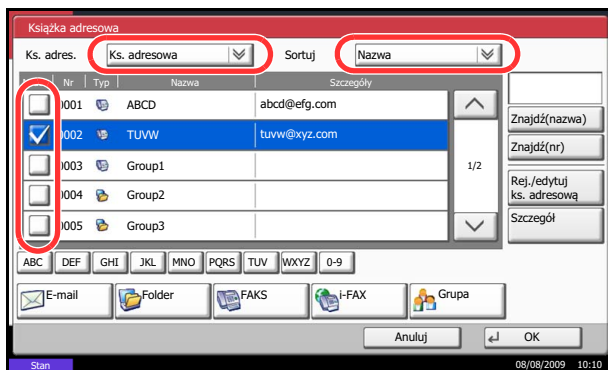 Książka adresowa
Ks. adres. Ks. adresowa Sortuj Nazwa
Nr Typ Nazwa Szczegóły
0001 ABCD abcd@efg.com
0002 TUVW tuvw@xyz.com
0003 Group1
0004 Group2
0005 Group3
1/2
Znajdź(nazwa)
Znajdź(nr)
Rej./edytuj
ks. adresową
Szczegół
ABC DEF GHI JKL MNO PQRS TUV WXYZ 0-9
E-mail Folder FAKS i-FAX Grupa
Anuluj OK
Stan 08/08/2009 10:10